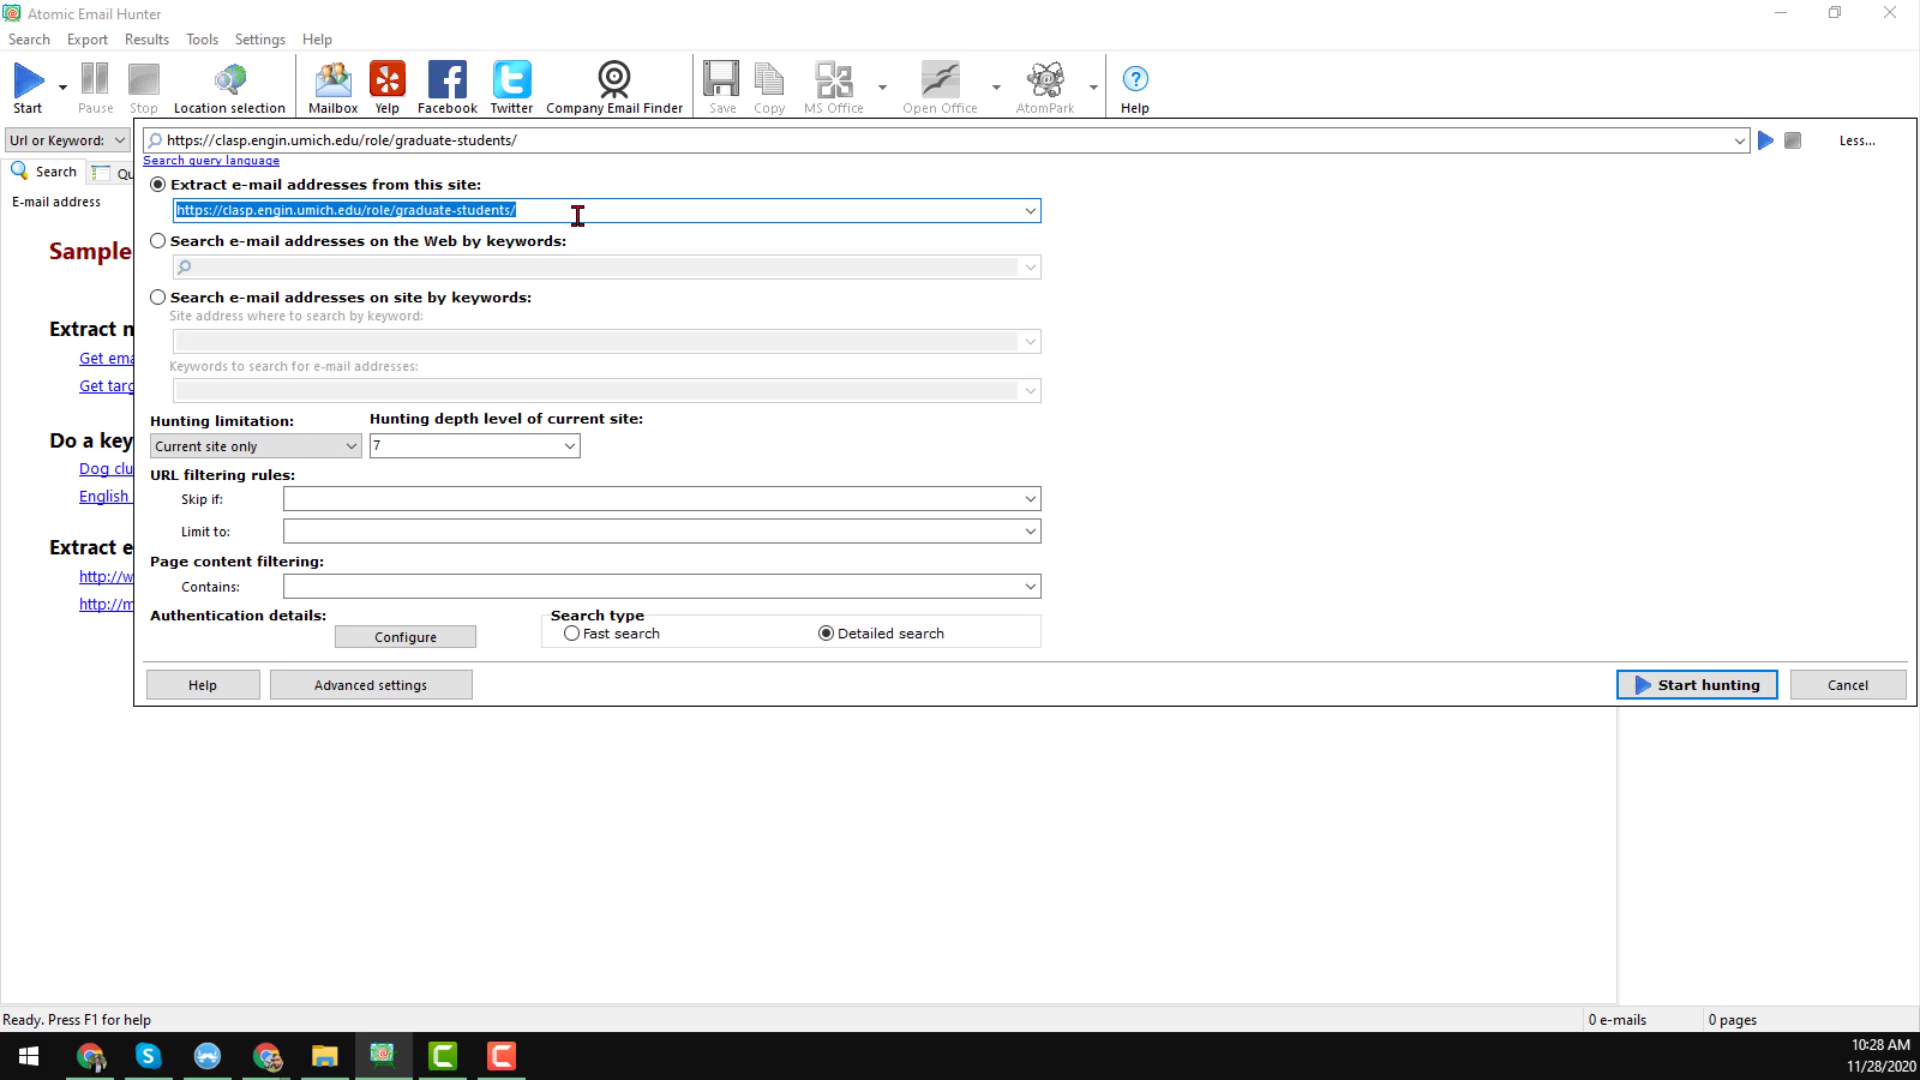 Atomic Email Hunter
Search Export Results Tools Settings Help
Start Pause Stop Location selection Mailbox Yelp Facebook Twitter Company Email Finder Save Copy MS Office Open Office AtomPark Help
Url or Keyword: https://clasp.engin.umich.edu/role/graduate-students/ Less...
Search query language
Search Qu
Extract e-mail addresses from this site:
E-mail address
https://clasp.engin.umich.edu/role/graduate-students/
Search e-mail addresses on the Web by keywords:
Sample
Search e-mail addresses on site by keywords:
Site address where to search by keyword:
Extract
Get
Keywords to search for e-mail addresses:
Get
Hunting limitation: Hunting depth level of current site:
Do a
Current site only 7
Dog
URL filtering rules:
English
Skip if:
Limit to:
Extract
Page content filtering:
Contains:
Authentication details: Search type
Configure Fast search Detailed search
Help Advanced settings Start hunting Cancel
Ready. Press F1 for help 0 e-mails 0 pages
10:28 AM
11/28/2020